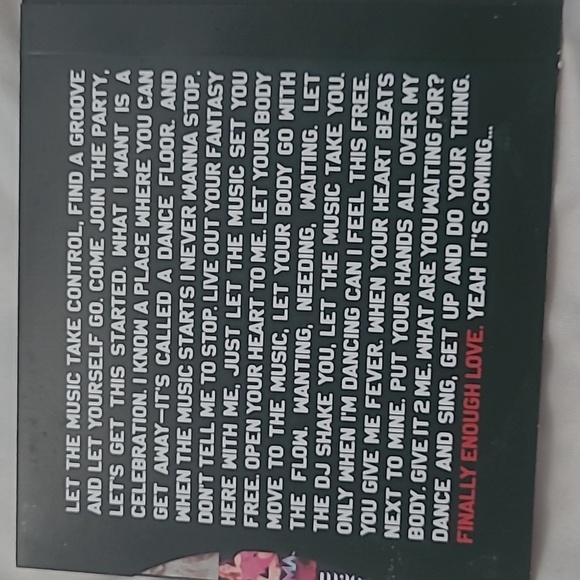 LET THE MUSIC TAKE CONTROL, FIND A GROOVE
AND LET YOURSELF GO. COME JOIN THE PARTY,
LET'S GET THIS STARTED. WHAT I WANT IS A
CELEBRATION. I KNOW A PLACE WHERE YOU CAN
GET AWAY—IT'S CALLED A DANCE FLOOR. AND
WHEN THE MUSIC STARTS I NEVER WANNA STOP.
DON'T TELL ME TO STOP. LIVE OUT YOUR FANTASY
HERE WITH ME, JUST LET THE MUSIC SET YOU
FREE. OPEN YOUR HEART TO ME. LET YOUR BODY
MOVE TO THE MUSIC, LET YOUR BODY GO WITH
THE FLOW. WANTING, NEEDING, WAITING. LET
THE DJ SHAKE YOU, LET THE MUSIC TAKE YOU.
ONLY WHEN I'M DANCING CAN I FEEL THIS FREE.
YOU GIVE ME FEVER. WHEN YOUR HEART BEATS
NEXT TO MINE. PUT YOUR HANDS ALL OVER MY
BODY. GIVE IT 2 ME. WHAT ARE YOU WAITING FOR?
DANCE AND SING, GET UP AND DO YOUR THING.
FINALLY ENOUGH LOVE. YEAH IT'S COMING...